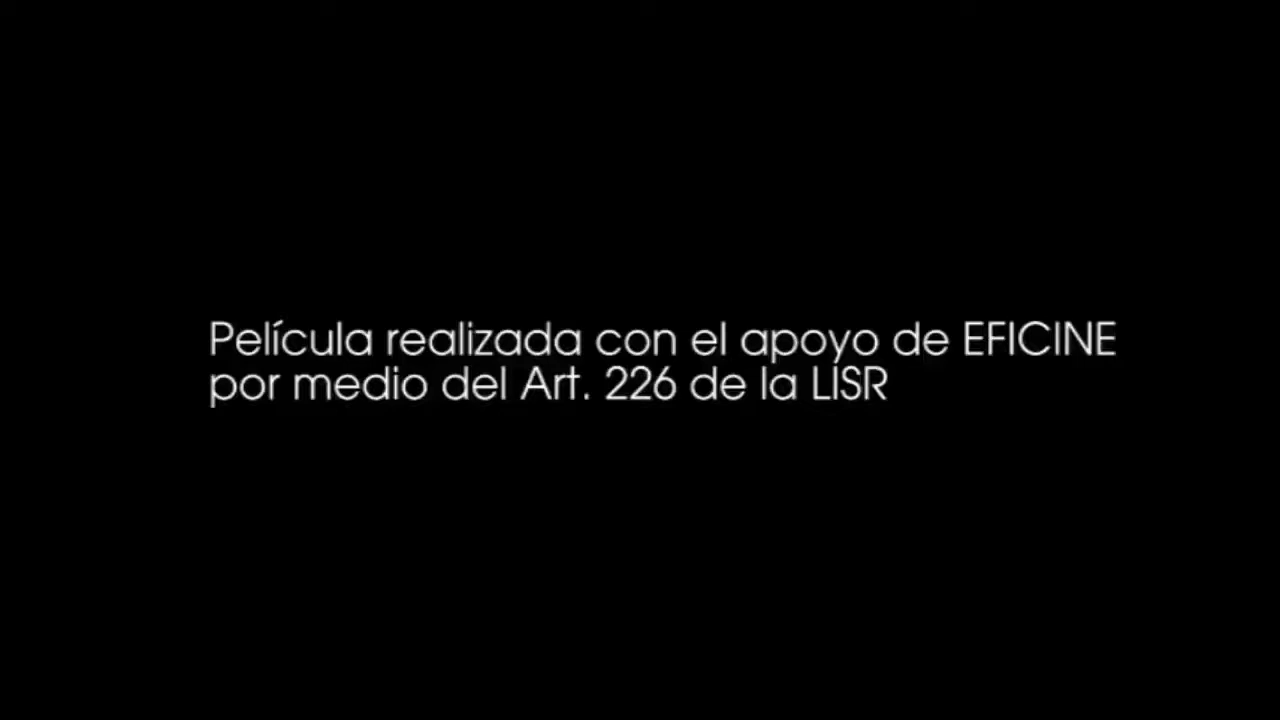 Película realizada con el apoyo de EFICINE
por medio del Art. 226 de la LISR